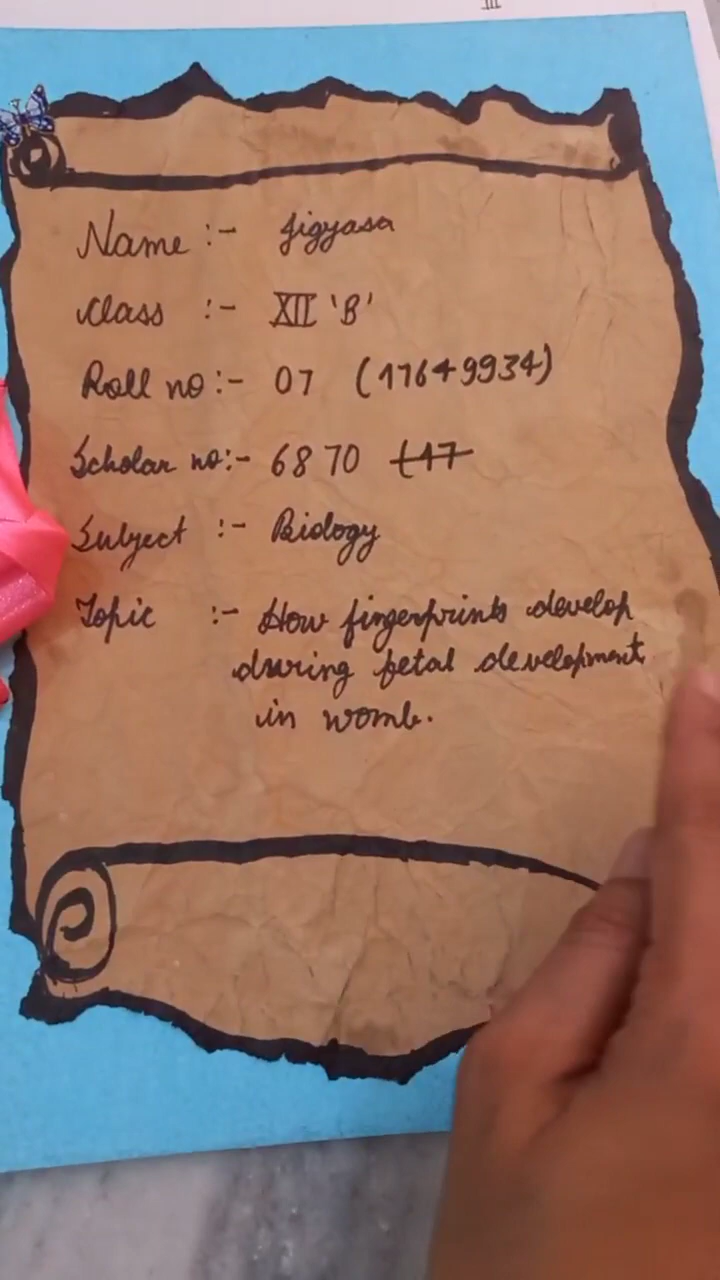 Name :- Jigyasa
Class :- XII 'B'
Roll no :- 07 (17649934)
Scholar no:- 6870 (17
Subject :- Biology
Topic :- How fingerprints develop
during fetal development
in womb.